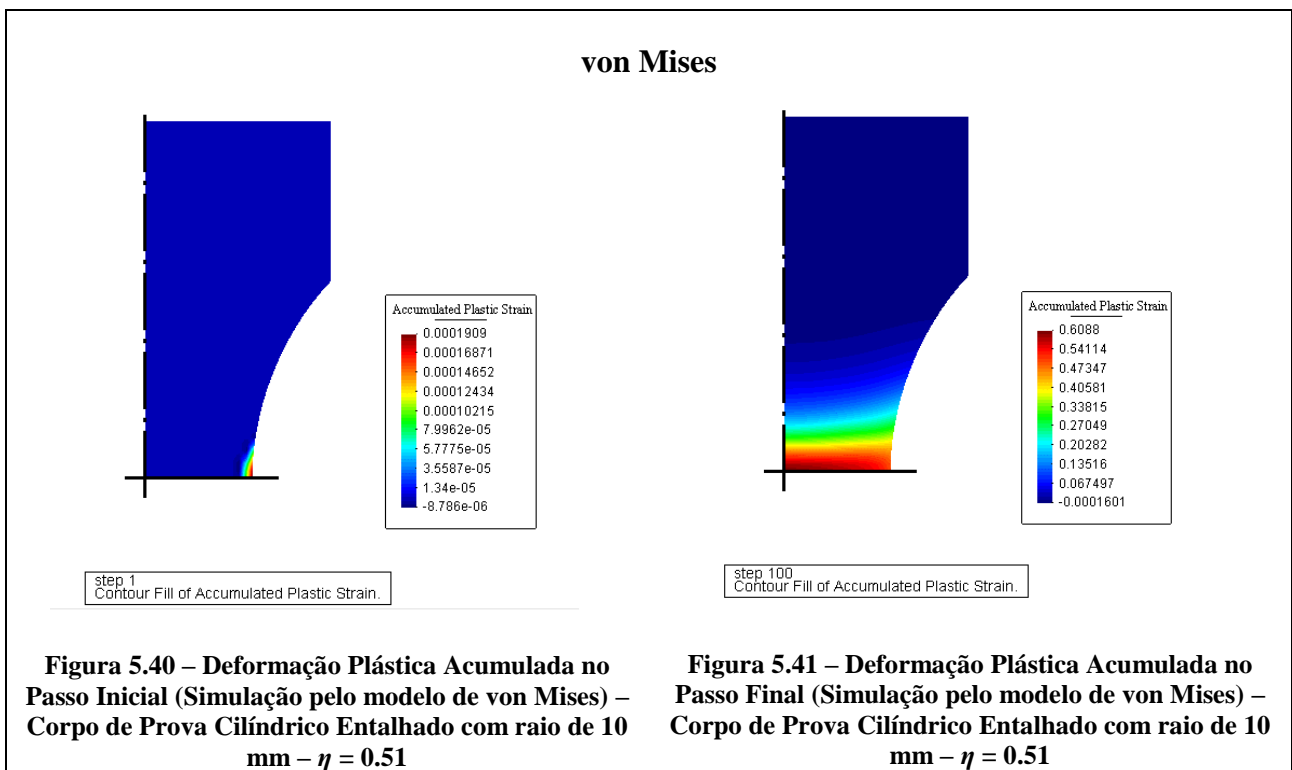 von Mises
Accumulated Plastic Strain
0.0001909
0.00016871
0.00014652
0.00012434
0.00010215
7.9962e-05
5.7775e-05
3.5587e-05
1.34e-05
-8.786e-06
step 1
Contour Fill of Accumulated Plastic Strain.
Figura 5.40 – Deformação Plástica Acumulada no
Passo Inicial (Simulação pelo modelo de von Mises) –
Corpo de Prova Cilíndrico Entalhado com raio de 10
mm – η = 0.51
Accumulated Plastic Strain
0.6088
0.54114
0.47347
0.40581
0.33815
0.27049
0.20282
0.13516
0.067497
-0.0001601
step 100
Contour Fill of Accumulated Plastic Strain.
Figura 5.41 – Deformação Plástica Acumulada no
Passo Final (Simulação pelo modelo de von Mises) –
Corpo de Prova Cilíndrico Entalhado com raio de 10
mm – η = 0.51